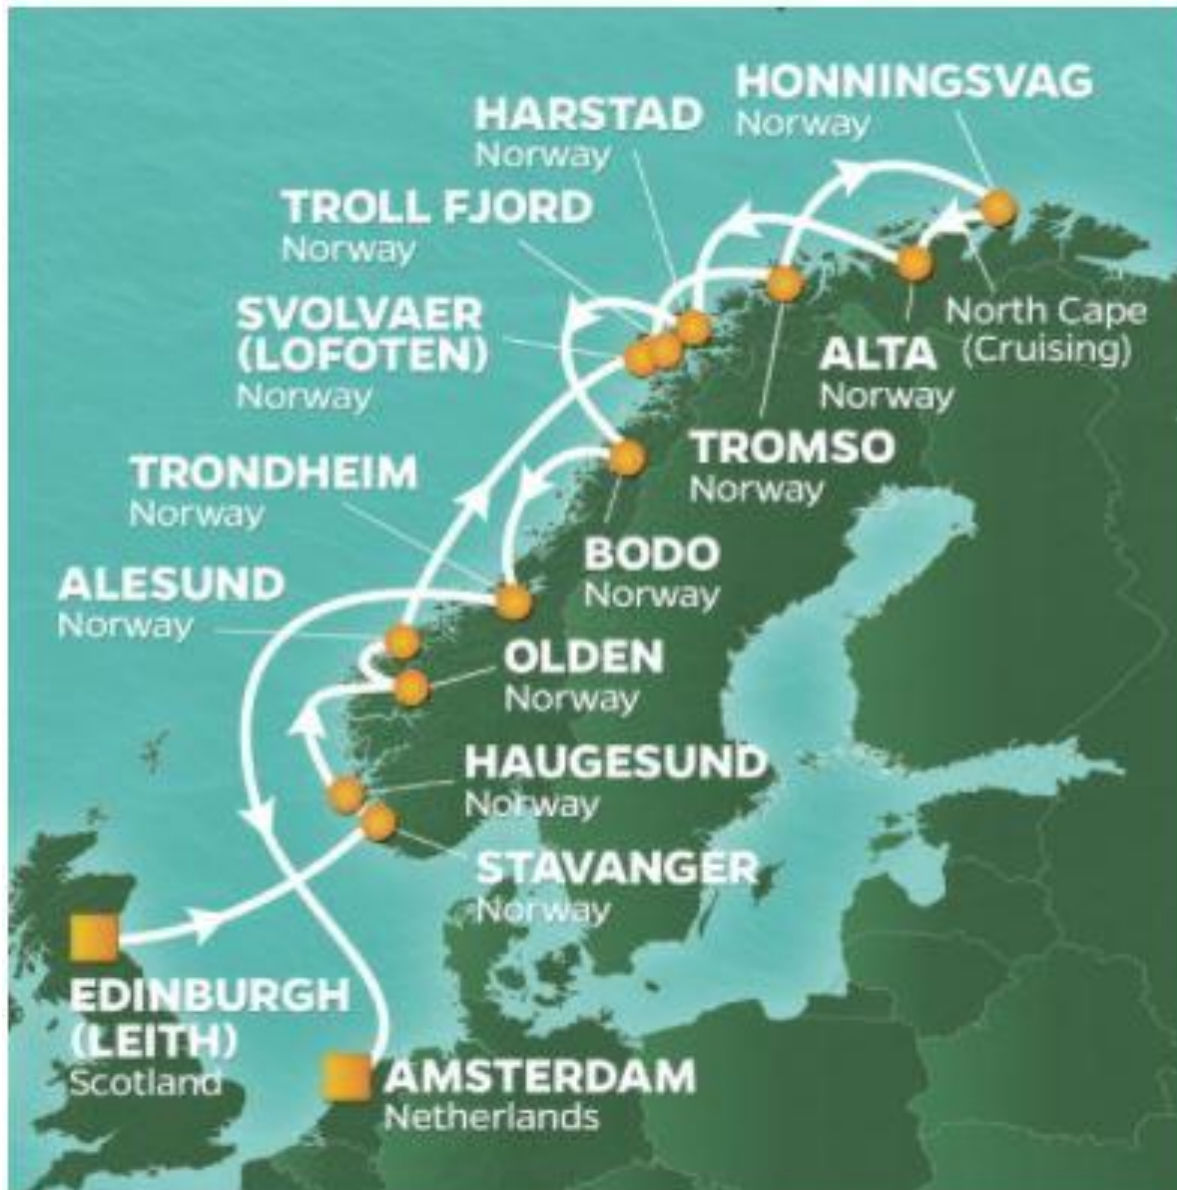 HONNINGSVAG
Norway
HARSTAD
Norway
TROLL FJORD
Norway
SVOLVAER
(LOFOTEN)
Norway
North Cape
(Cruising)
ALTA
Norway
TROMSO
Norway
TRONDHEIM
Norway
BODO
Norway
ALESUND
Norway
OLDEN
Norway
HAUGESUND
Norway
STAVANGER
Norway
EDINBURGH
(LEITH)
Scotland
AMSTERDAM
Netherlands